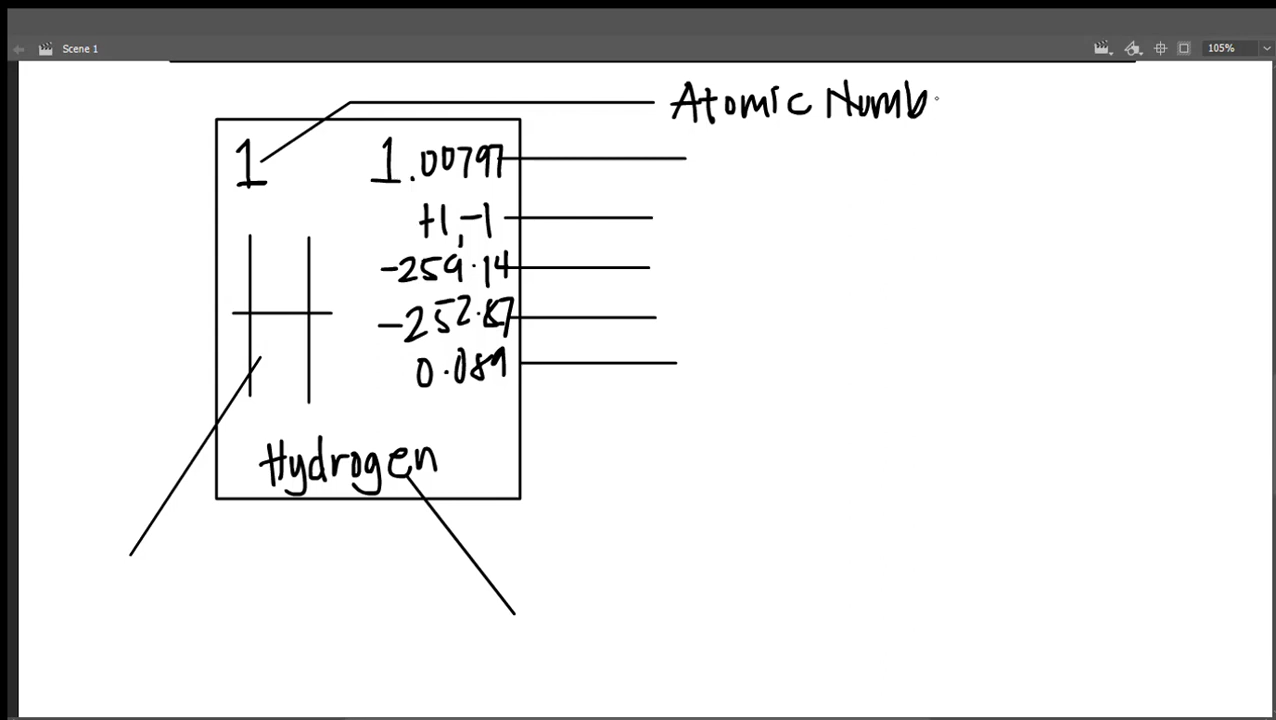 Scene 1
105%
Atomic Numb
1
1.00797
+1, -1
-259.14
-252.87
0.089
H
Hydrogen